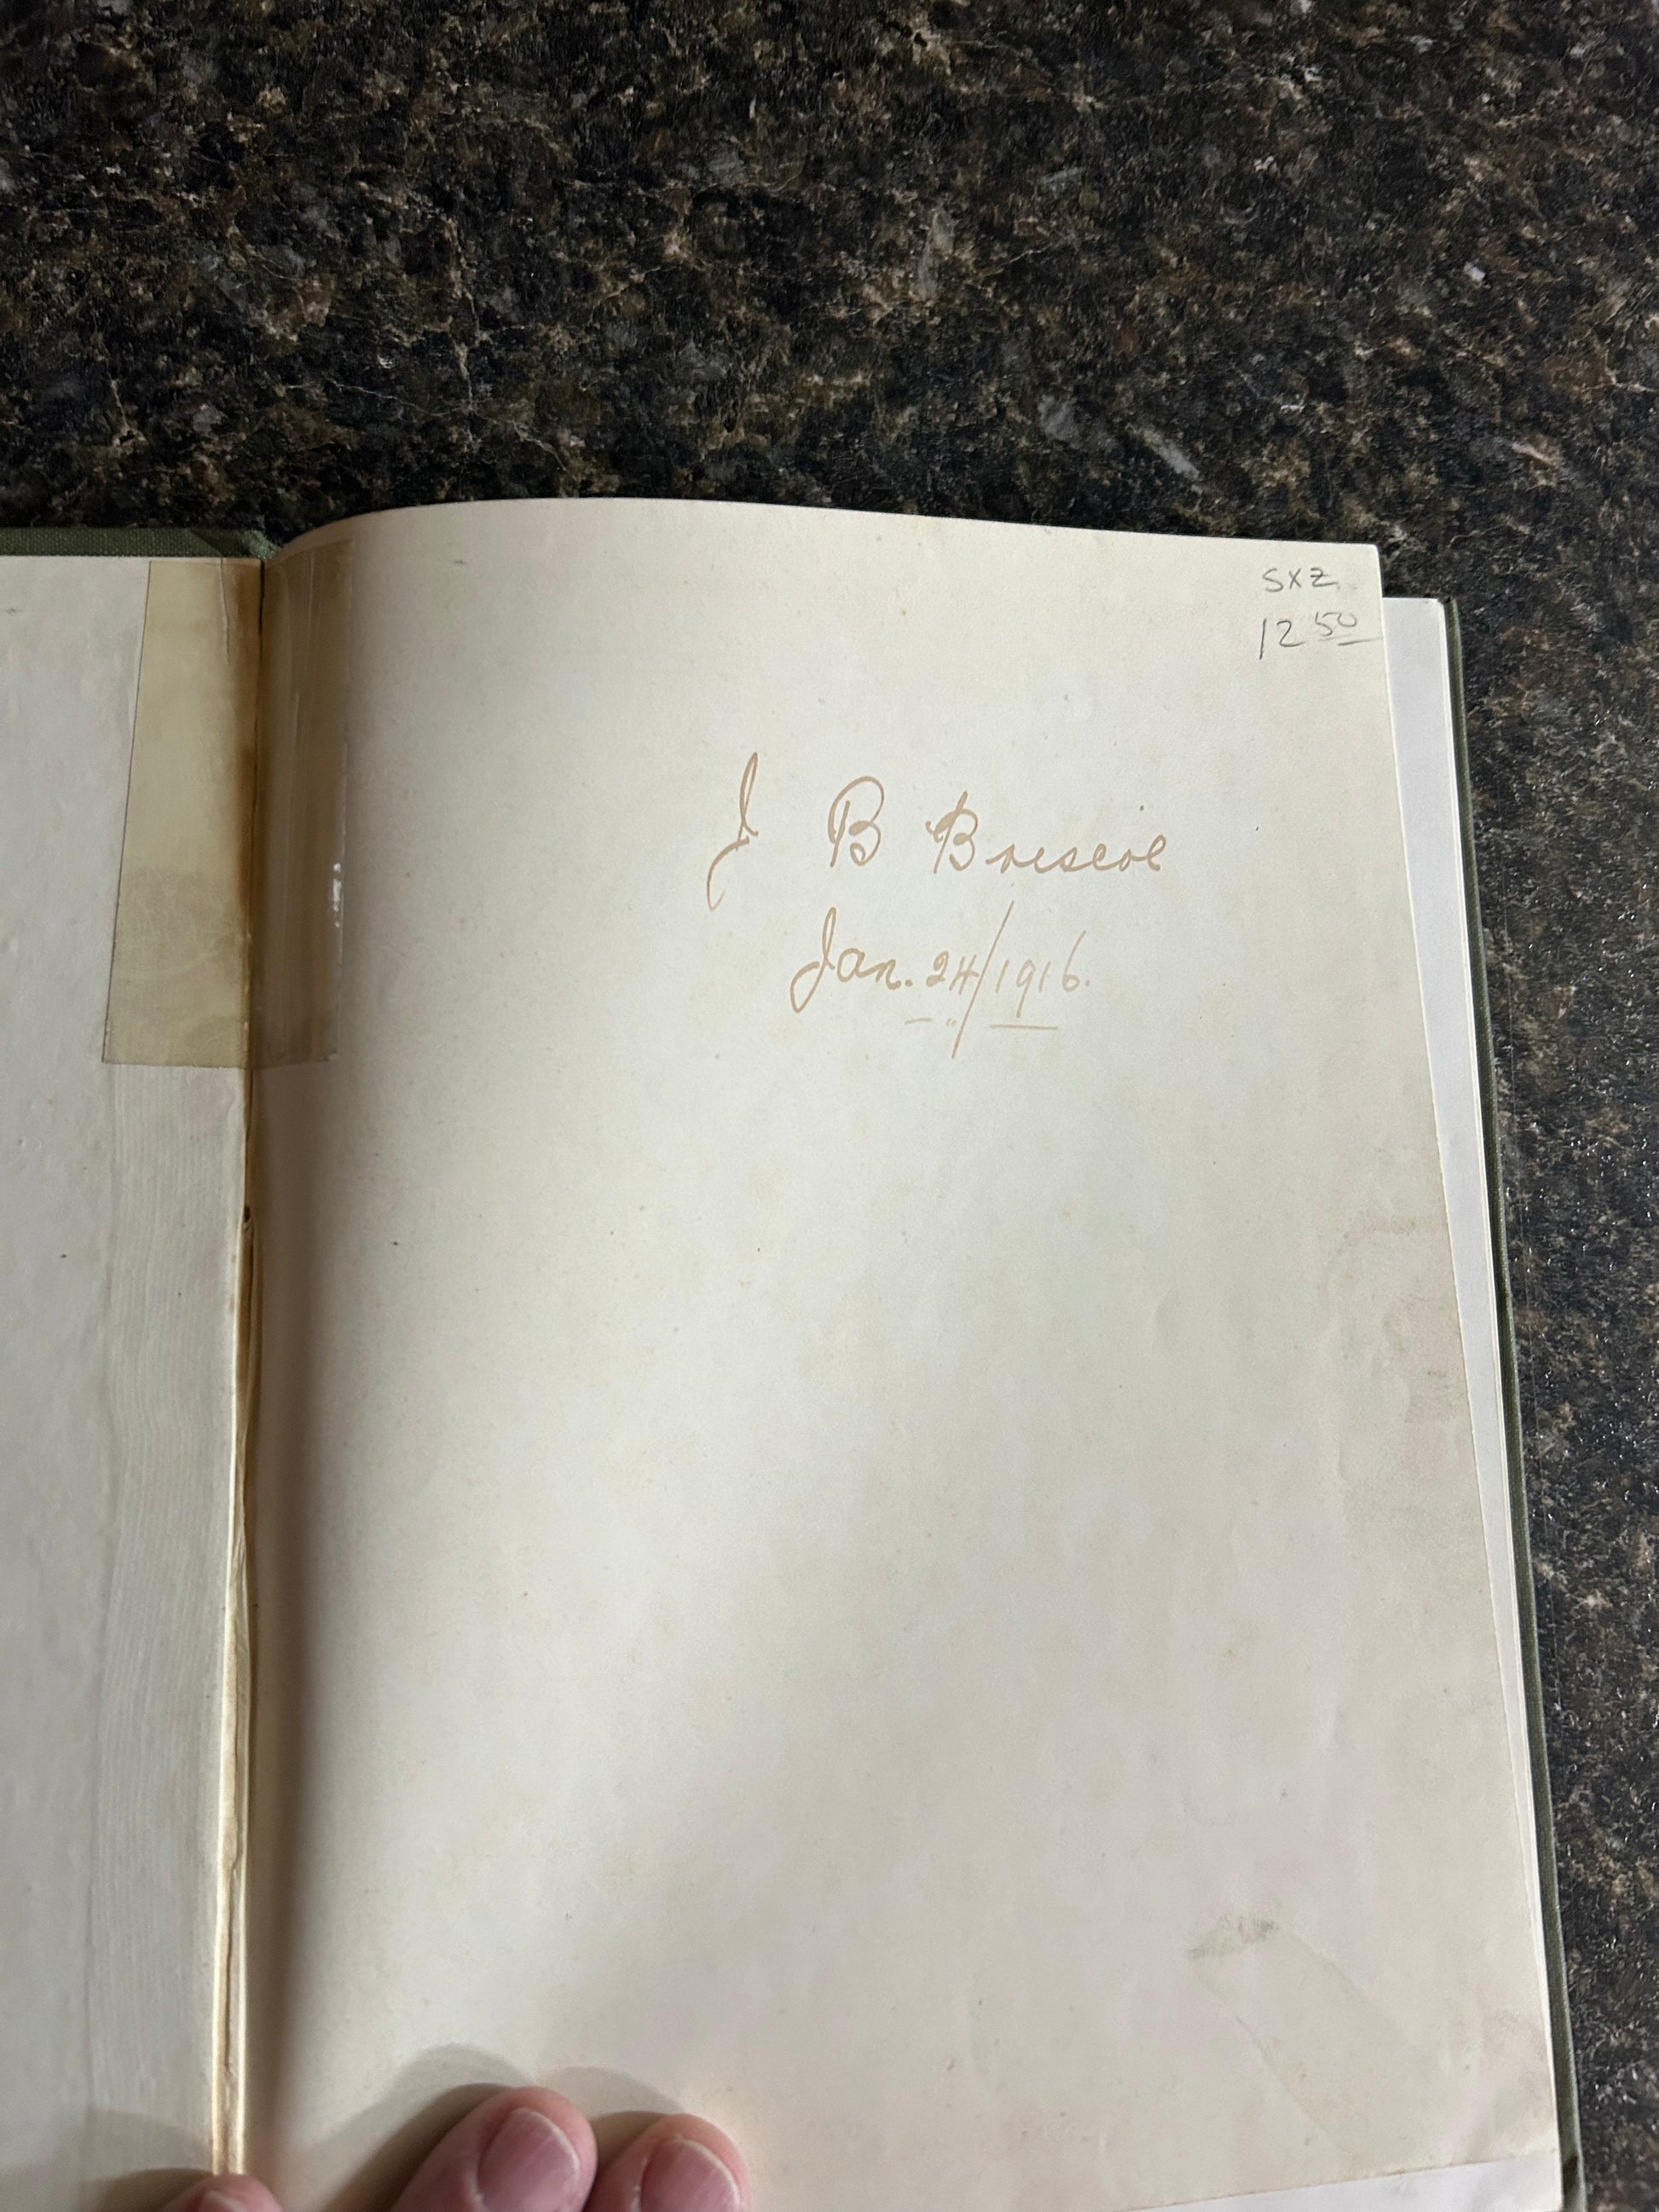 SXZ
12 50
J B Briscoe
Jan. 24/1916.